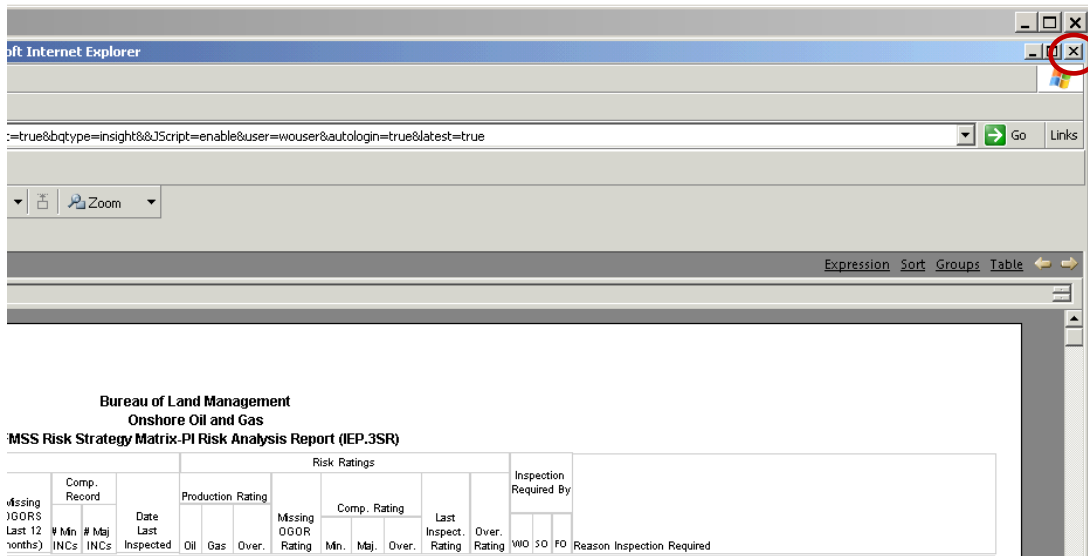 oft Internet Explorer
:=true&bqtype=insight&&JScript=enable&user=wouser&autologin=true&latest=true Go Links
Zoom
Expression Sort Groups Table
Bureau of Land Management
Onshore Oil and Gas
FMSS Risk Strategy Matrix-PI Risk Analysis Report (IEP.3SR)
Risk Ratings
Missing
OGORS
Last 12
months)
Comp.
Record
# Min
INCs
# Maj
INCs
Date
Last
Inspected
Production Rating
Oil Gas Over.
Missing
OGOR
Rating
Comp. Rating
Min. Maj. Over.
Last
Inspect.
Rating
Over.
Rating
Inspection
Required By
WO SO FO
Reason Inspection Required